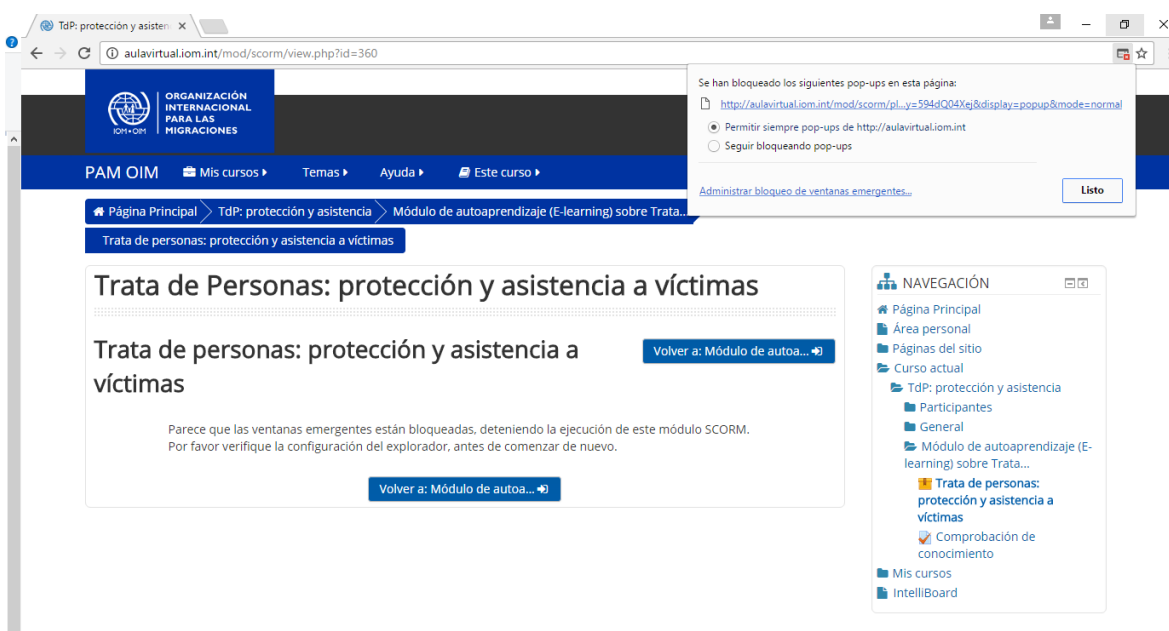 TdP: protección y asisten
aulavirtual.iom.int/mod/scorm/view.php?id=360
Se han bloqueado los siguientes pop-ups en esta página:
http://aulavirtual.iom.int/mod/scorm/pl...y=594dQ04Xej&display=popup&mode=normal
Permitir siempre pop-ups de http://aulavirtual.iom.int
Seguir bloqueando pop-ups
Administrar bloqueo de ventanas emergentes...
Listo
IOM•OIM
ORGANIZACIÓN
INTERNACIONAL
PARA LAS
MIGRACIONES
PAM OIM
Mis cursos
Temas
Ayuda
Este curso
Página Principal
TdP: protección y asistencia
Módulo de autoaprendizaje (E-learning) sobre Trata...
Trata de personas: protección y asistencia a víctimas
Trata de Personas: protección y asistencia a víctimas
Trata de personas: protección y asistencia a
víctimas
Volver a: Módulo de autoa...
Parece que las ventanas emergentes están bloqueadas, deteniendo la ejecución de este módulo SCORM.
Por favor verifique la configuración del explorador, antes de comenzar de nuevo.
Volver a: Módulo de autoa...
NAVEGACIÓN
Página Principal
Área personal
Páginas del sitio
Curso actual
TdP: protección y asistencia
Participantes
General
Módulo de autoaprendizaje (E-
learning) sobre Trata...
Trata de personas:
protección y asistencia a
víctimas
Comprobación de
conocimiento
Mis cursos
IntelliBoard